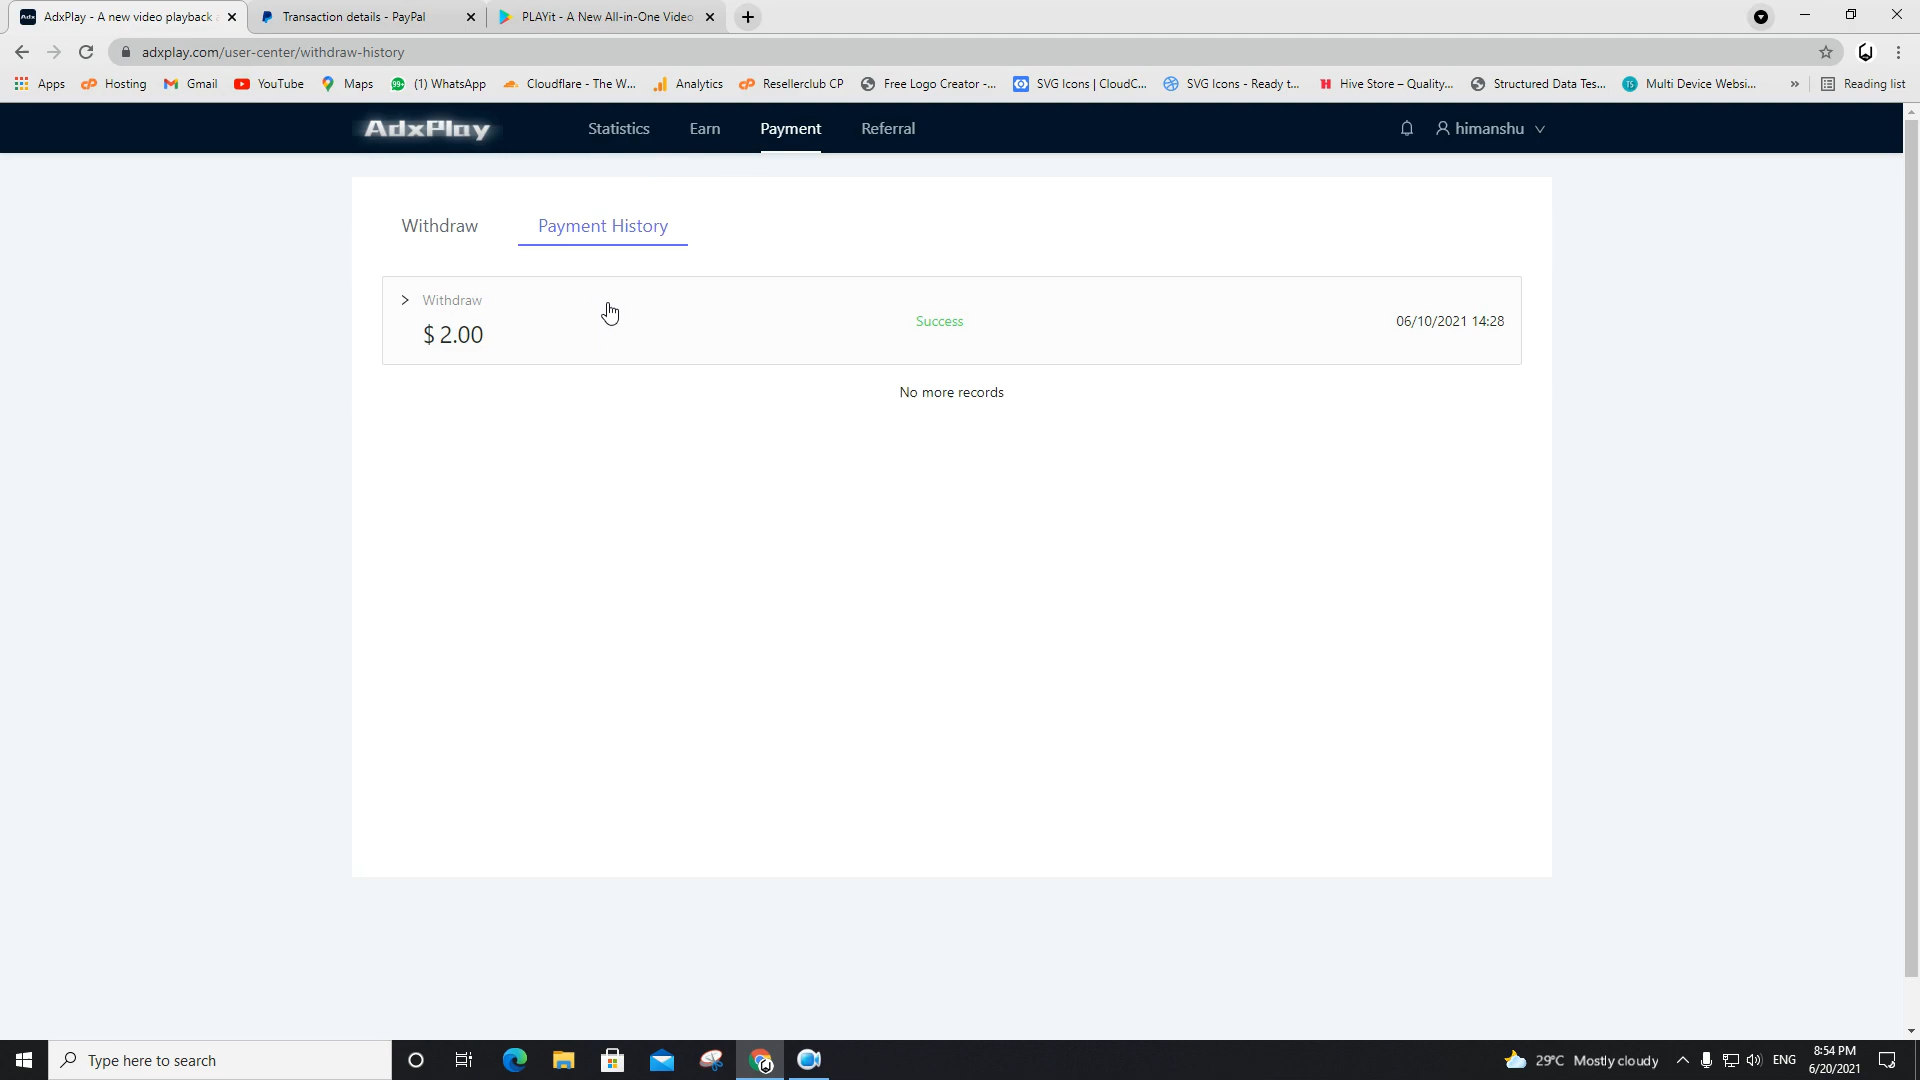 AdxPlay - A new video playback
Transaction details - PayPal
PLAYit - A New All-in-One Video
adxplay.com/user-center/withdraw-history
Apps
Hosting
Gmail
YouTube
Maps
(1) WhatsApp
Cloudflare - The W...
Analytics
Resellerclub CP
Free Logo Creator -...
SVG Icons | CloudC...
SVG Icons - Ready t...
Hive Store – Quality...
Structured Data Tes...
Multi Device Websi...
»
Reading list
AdxPlay
Statistics
Earn
Payment
Referral
himanshu
Withdraw
Payment History
Withdraw
$ 2.00
Success
06/10/2021 14:28
No more records
Type here to search
29°C Mostly cloudy
ENG
8:54 PM
6/20/2021